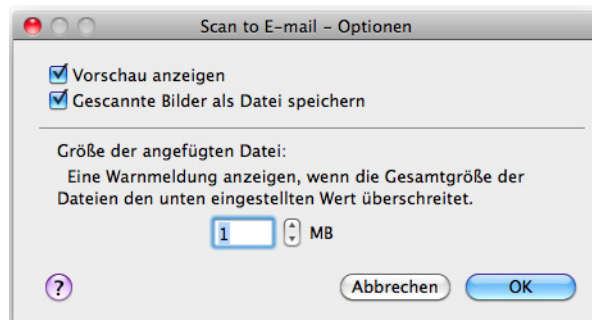 Scan to E-mail – Optionen
Vorschau anzeigen
Gescannte Bilder als Datei speichern
Größe der angefügten Datei:
Eine Warnmeldung anzeigen, wenn die Gesamtgröße der
Dateien den unten eingestellten Wert überschreitet.
1 MB
? Abbrechen OK